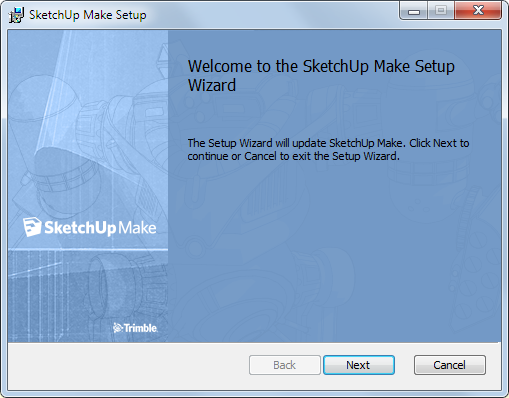 SketchUp Make Setup
Welcome to the SketchUp Make Setup
Wizard
The Setup Wizard will update SketchUp Make. Click Next to
continue or Cancel to exit the Setup Wizard.
SketchUp Make
Trimble
Back
Next
Cancel